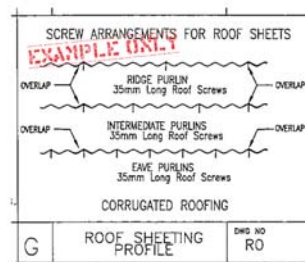 SCREW ARRANGEMENTS FOR ROOF SHEETS
EXAMPLE ONLY
OVERLAP
RIDGE PURLIN
35mm Long Roof Screws
OVERLAP
OVERLAP
INTERMEDIATE PURLINS
35mm Long Roof Screws
OVERLAP
EAVE PURLINS
35mm Long Roof Screws
CORRUGATED ROOFING
G
ROOF SHEETING
PROFILE
DWG NO
RO